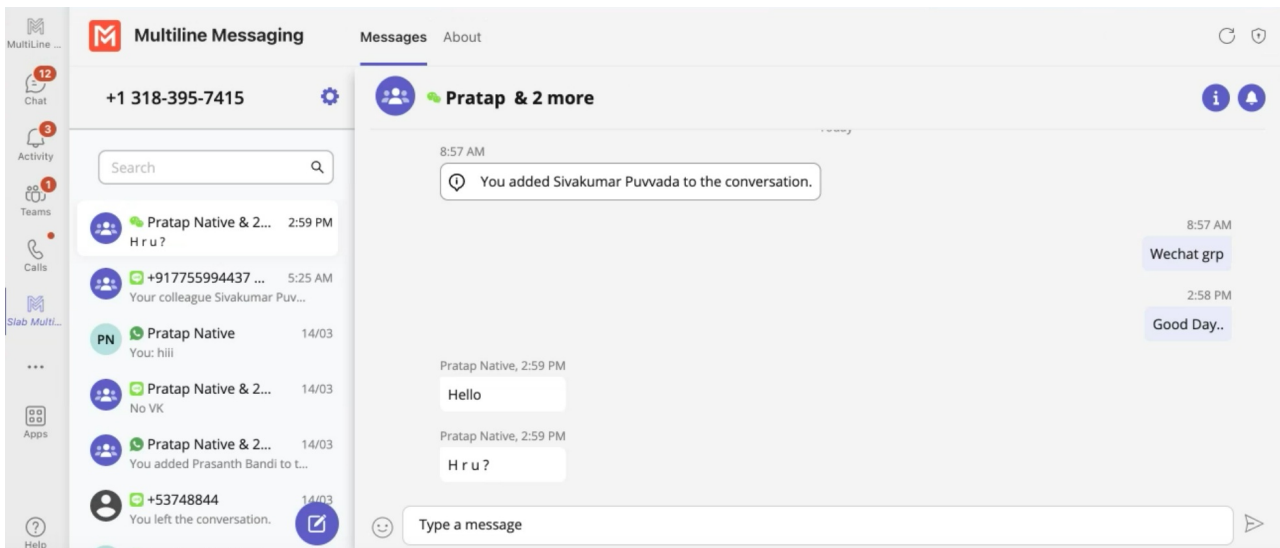 MultiLine ...
12
Chat
3
Activity
1
Teams
Calls
Slab Multi...
...
Apps
Help
Multiline Messaging
Messages About
+1 318-395-7415
Search
Pratap Native & 2... 2:59 PM
H r u ?
+917755994437 ... 5:25 AM
Your colleague Sivakumar Puv...
PN
Pratap Native 14/03
You: hiii
Pratap Native & 2... 14/03
No VK
Pratap Native & 2... 14/03
You added Prasanth Bandi to t...
+53748844 14/03
You left the conversation.
Pratap & 2 more
Today
8:57 AM
You added Sivakumar Puvvada to the conversation.
8:57 AM
Wechat grp
2:58 PM
Good Day..
Pratap Native, 2:59 PM
Hello
Pratap Native, 2:59 PM
H r u ?
Type a message